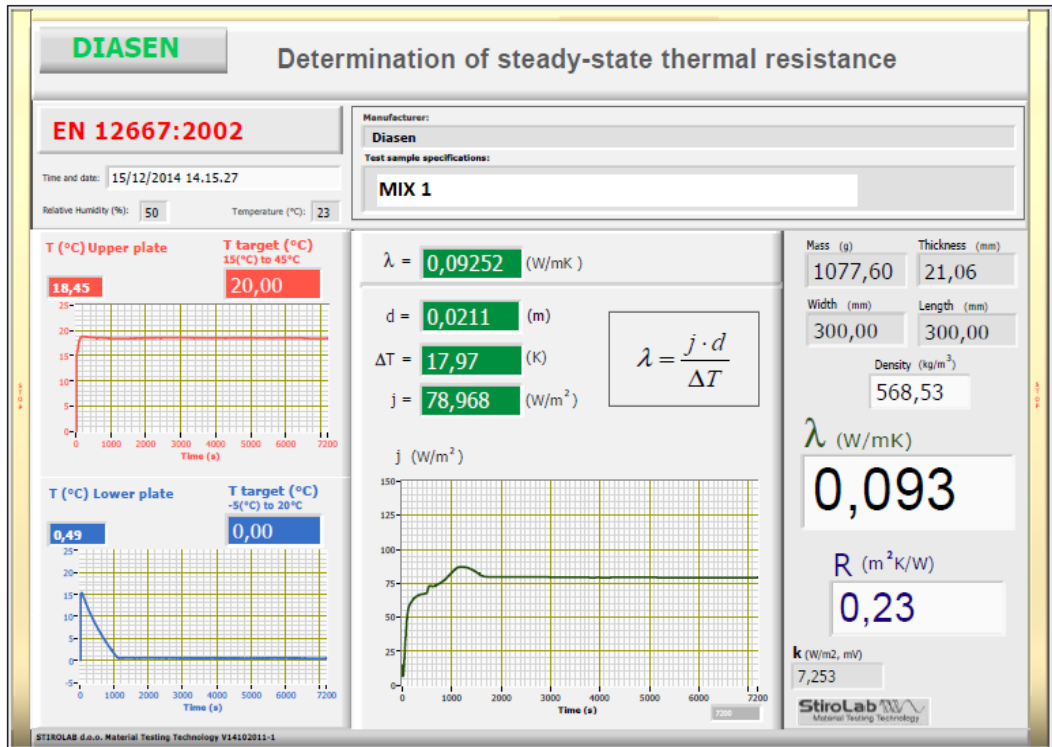 DIASEN
Determination of steady-state thermal resistance
EN 12667:2002
Time and date: 15/12/2014 14.15.27
Relative Humidity (%): 50 Temperature (°C): 23
Manufacturer:
Diasen
Test sample specifications:
MIX 1
T (°C) Upper plate
T target (°C)
15(°C) to 45°C
18,45
20,00
25
20
15
10
5
0
0 1000 2000 3000 4000 5000 6000 7200
Time (s)
T (°C) Lower plate
T target (°C)
-5(°C) to 20°C
0,49
0,00
25
20
15
10
5
0
-5
0 1000 2000 3000 4000 5000 6000 7200
Time (s)
λ = 0,09252 (W/mK)
d = 0,0211 (m)
ΔT = 17,97 (K)
j = 78,968 (W/m²)
λ = j · d / ΔT
j (W/m²)
150
125
100
75
50
25
0
0 1000 2000 3000 4000 5000 6000 7200
Time (s)
7200
Mass (g) Thickness (mm)
1077,60 21,06
Width (mm) Length (mm)
300,00 300,00
Density (kg/m³)
568,53
λ (W/mK)
0,093
R (m²K/W)
0,23
k (W/m2, mV)
7,253
StiroLab
Material Testing Technology
STIROLAB d.o.o. Material Testing Technology V14102011-1